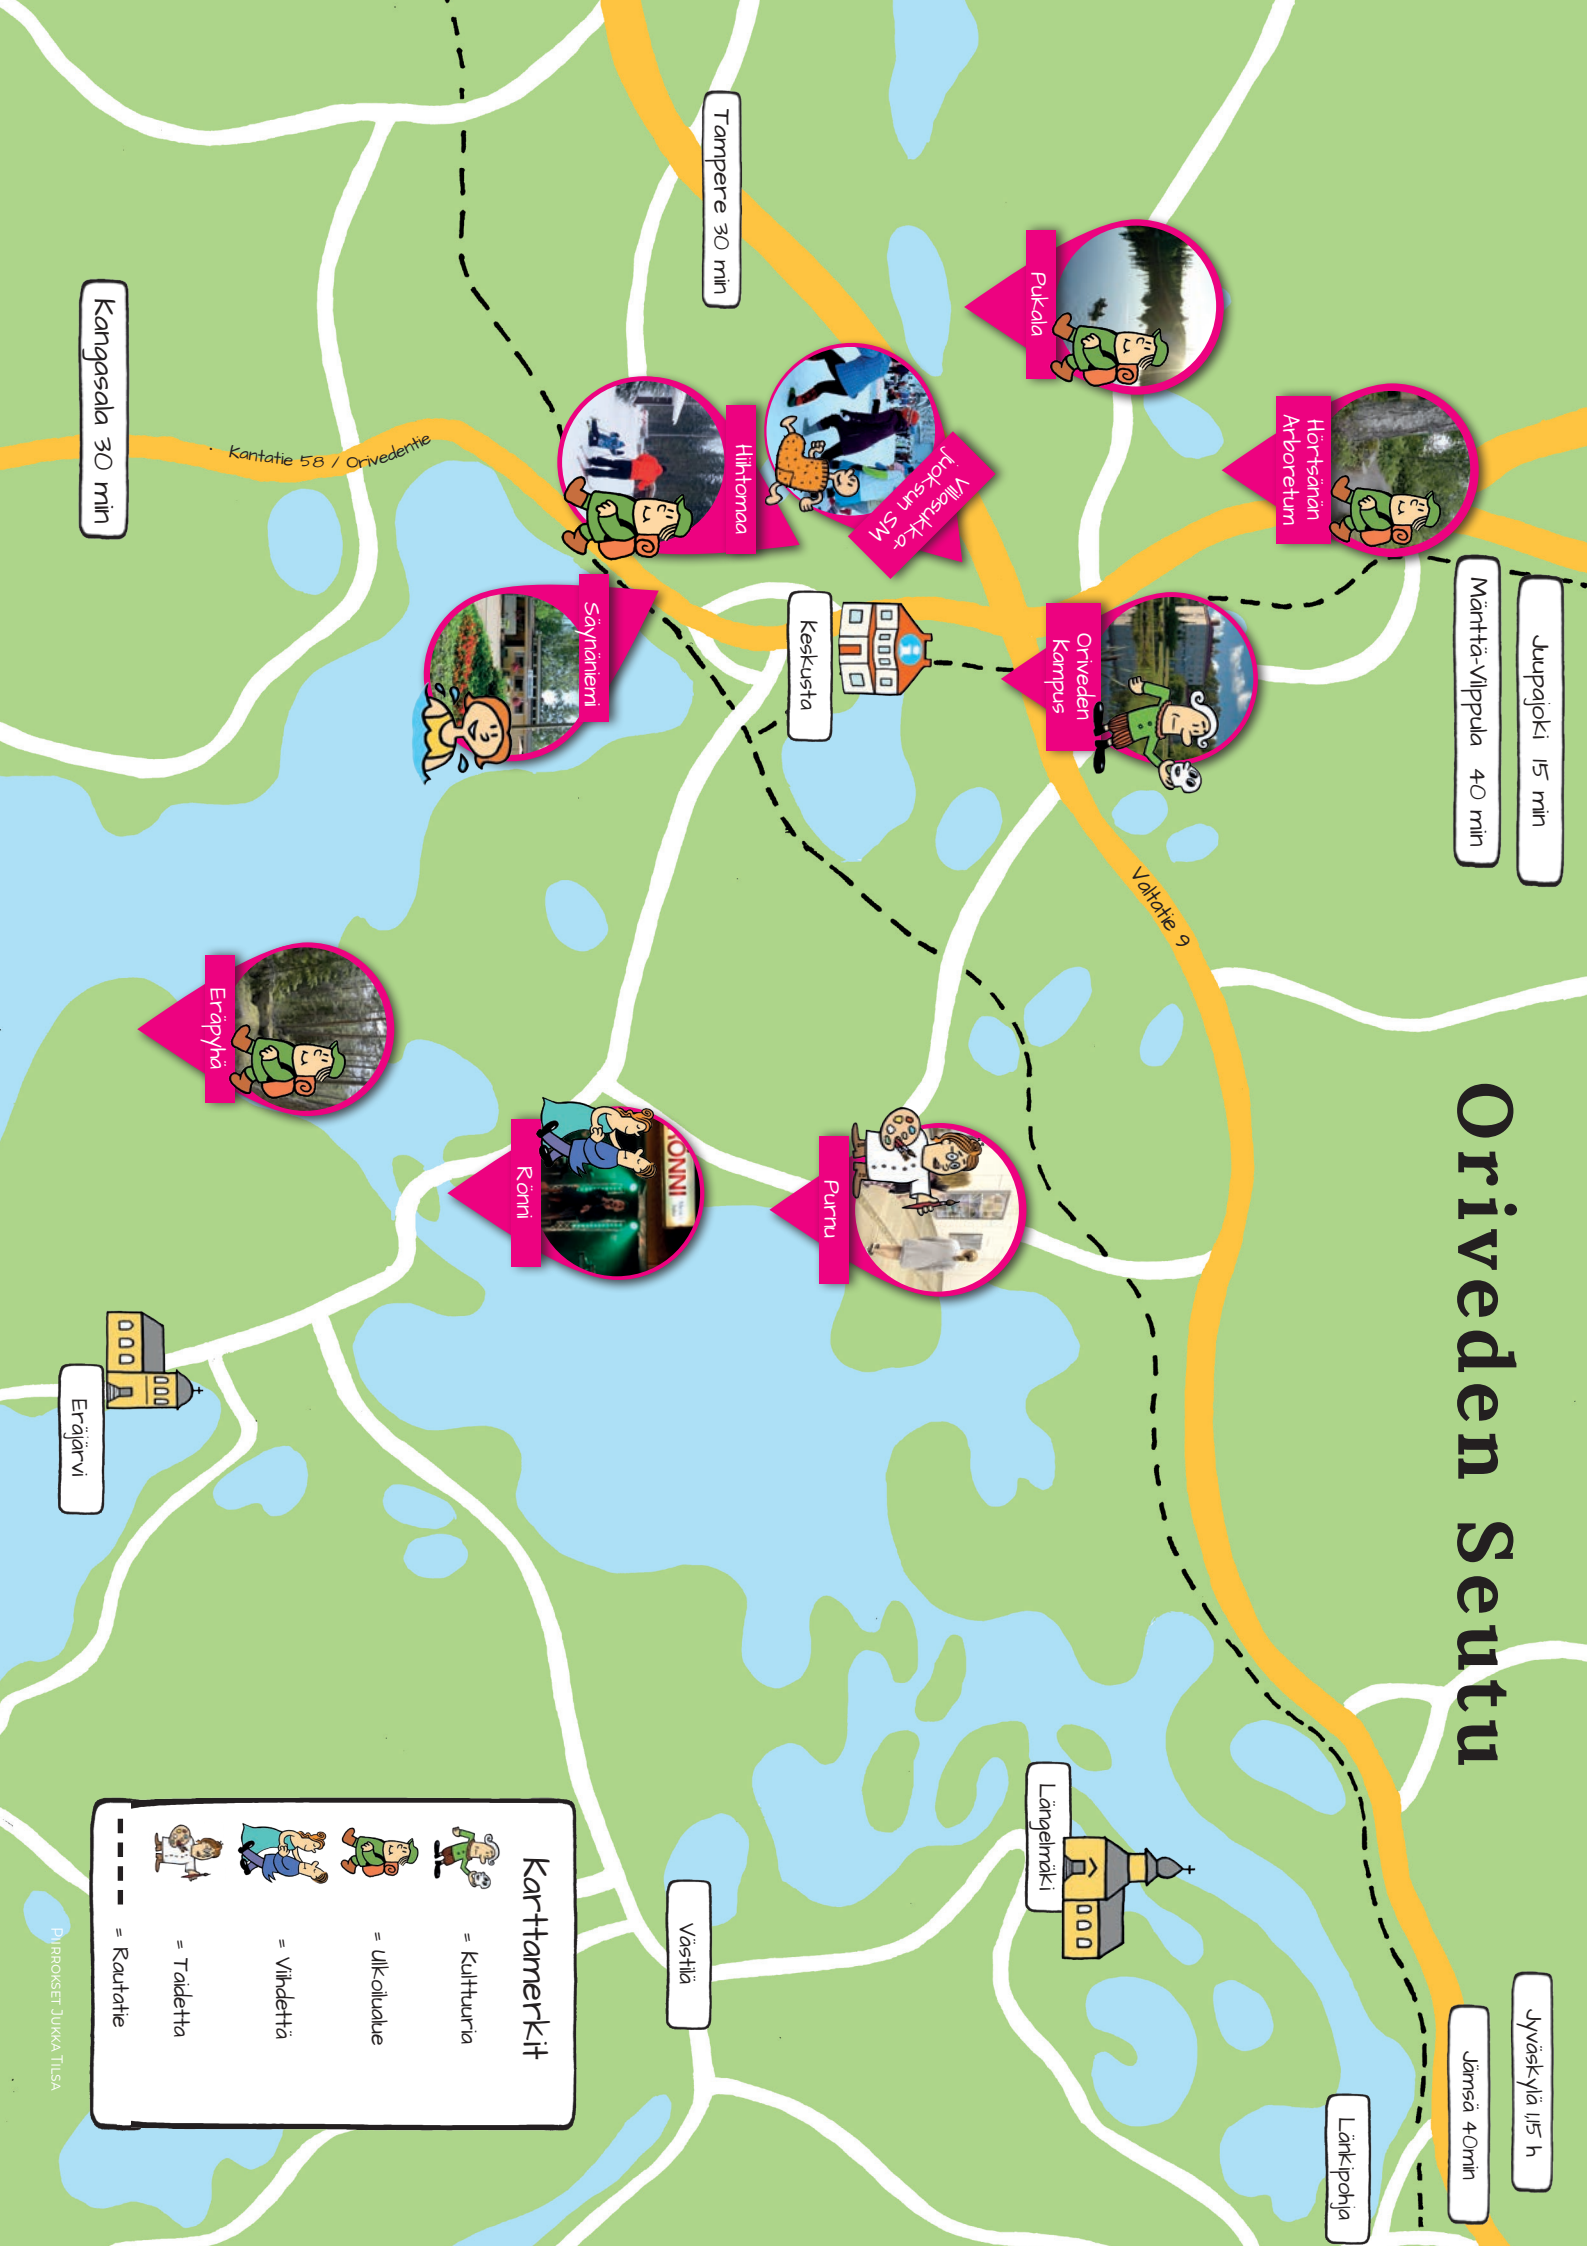 Oriveden Seutu
Juupajoki 15 min
Mänttä-Vilppula 40 min
Jyväskylä 1,15 h
Jämsä 40min
Länkipohja
Hörtsänän
Arboretum
Pukala
Oriveden
Kampus
Valtatie 9
Villasukka-
juoksun SM
Keskusta
Hiihtomaa
Tampere 30 min
Säynäniemi
Purnu
RÖNNI
Rönni
Längelmäki
Västilä
Kantatie 58 / Orivedentie
Kangasala 30 min
Eräpyhä
Eräjärvi
Karttamerkit
= Kulttuuria
= Ulkoilualue
= Viihdettä
= Taidetta
= Rautatie
Piirrokset Jukka Tilsa